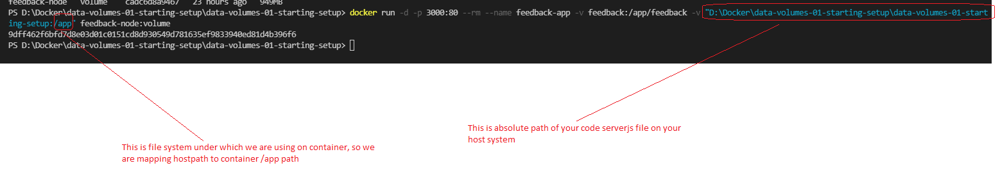 feedback-node   volume    cadc6d8a9467   23 hours ago   949MB
PS D:\Docker\data-volumes-01-starting-setup\data-volumes-01-starting-setup> docker run -d -p 3000:80 --rm --name feedback-app -v feedback:/app/feedback -v "D:\Docker\data-volumes-01-starting-setup\data-volumes-01-start
ing-setup:/app" feedback-node:volume
9dff462f6bfd7d8e03d01c0151cd8d930549d781635ef9833940ed81d4b396f6
PS D:\Docker\data-volumes-01-starting-setup\data-volumes-01-starting-setup>
This is absolute path of your code serverjs file on your
host system
This is file system under which we are using on container, so we
are mapping hostpath to container /app path